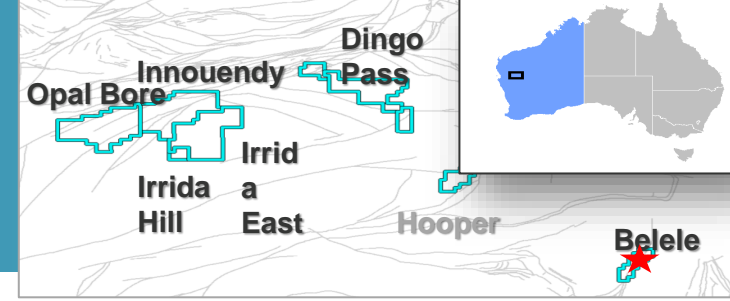 Dingo
Pass
Innouendy
Opal Bore
Irrid
a
East
Irrida
Hill
Hooper
Belele